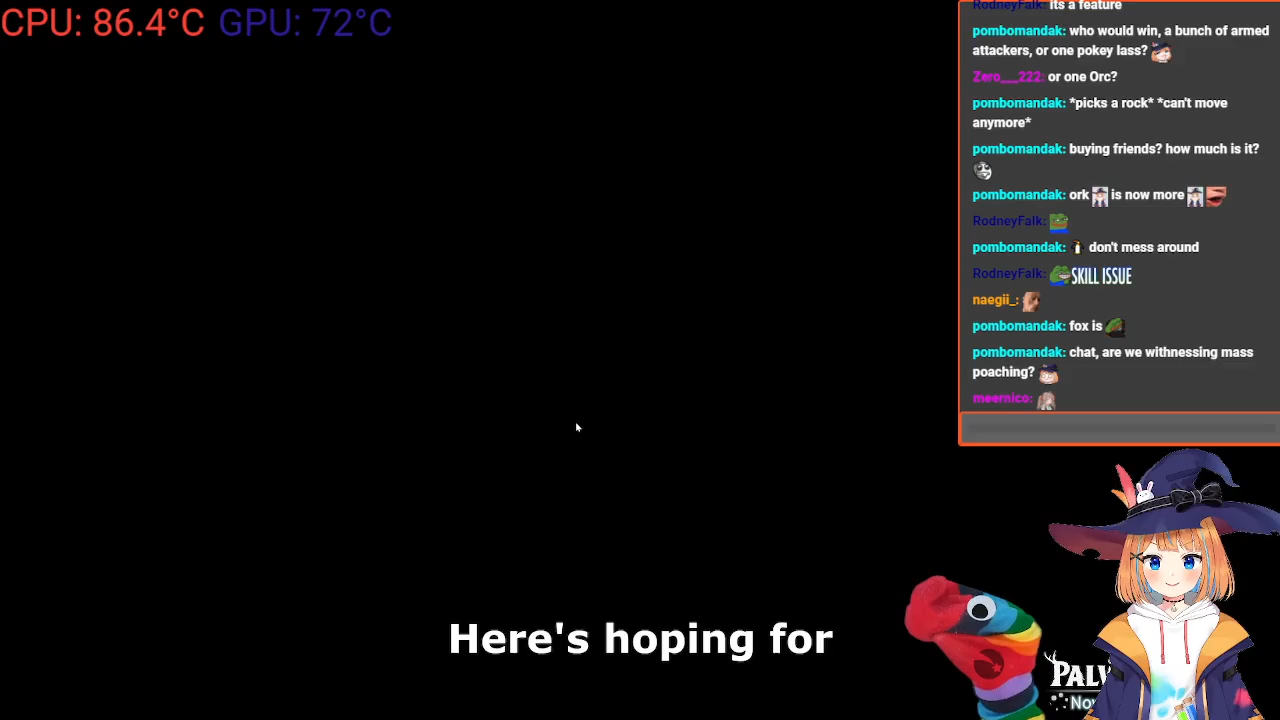 CPU: 86.4°C GPU: 72°C
RodneyFalk: its a feature
pombomandak: who would win, a bunch of armed
attackers, or one pokey lass?
Zero___222: or one Orc?
pombomandak: *picks a rock* *can't move
anymore*
pombomandak: buying friends? how much is it?
pombomandak: ork is now more
RodneyFalk:
pombomandak: don't mess around
RodneyFalk: SKILL ISSUE
naegii_:
pombomandak: fox is
pombomandak: chat, are we withnessing mass
poaching?
meernico:
Here's hoping for